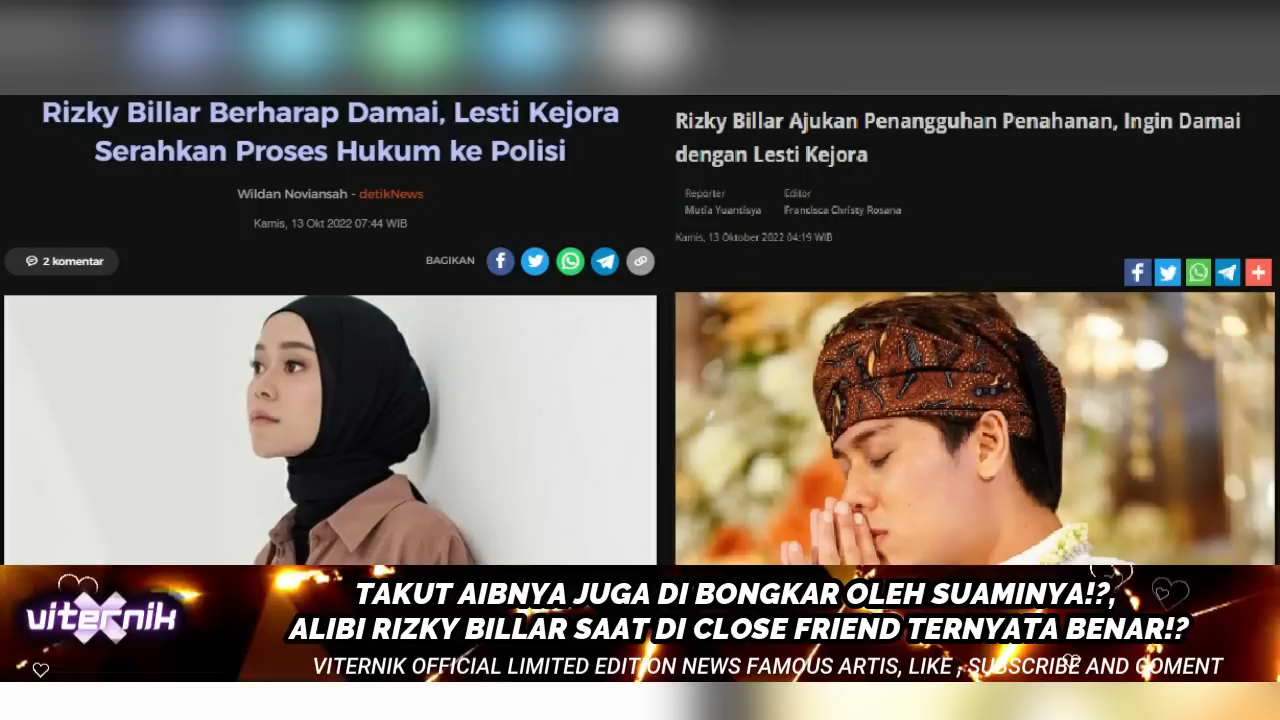 Rizky Billar Berharap Damai, Lesti Kejora
Serahkan Proses Hukum ke Polisi
Wildan Noviansah - detikNews
Kamis, 13 Okt 2022 07:44 WIB
2 komentar
BAGIKAN
Rizky Billar Ajukan Penangguhan Penahanan, Ingin Damai
dengan Lesti Kejora
Reporter Editor
Mutia Yuantisya Francisca Christy Rosana
Kamis, 13 Oktober 2022 04:19 WIB
viternik
TAKUT AIBNYA JUGA DI BONGKAR OLEH SUAMINYA!?,
ALIBI RIZKY BILLAR SAAT DI CLOSE FRIEND TERNYATA BENAR!?
VITERNIK OFFICIAL LIMITED EDITION NEWS FAMOUS ARTIS, LIKE , SUBSCRIBE AND COMENT